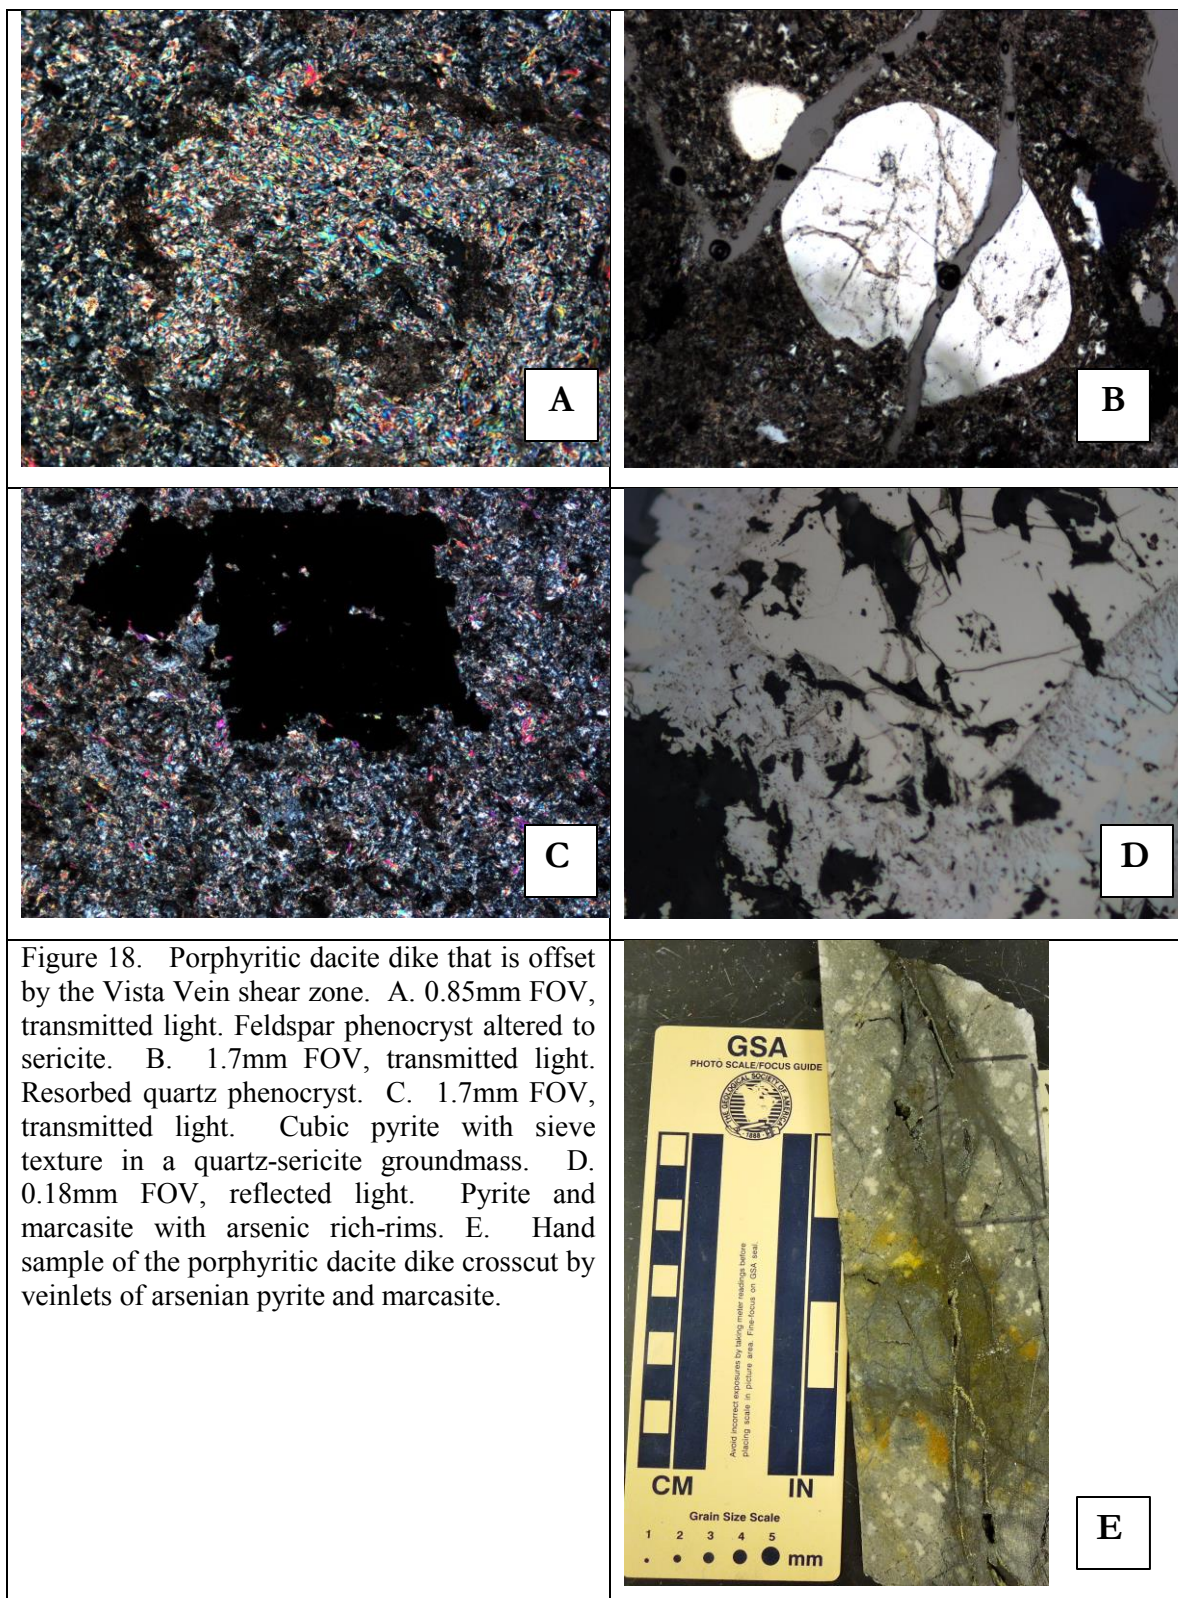 A
B
C
D
Figure 18. Porphyritic dacite dike that is offset
by the Vista Vein shear zone. A. 0.85mm FOV,
transmitted light. Feldspar phenocryst altered to
sericite. B. 1.7mm FOV, transmitted light.
Resorbed quartz phenocryst. C. 1.7mm FOV,
transmitted light. Cubic pyrite with sieve
texture in a quartz-sericite groundmass. D.
0.18mm FOV, reflected light. Pyrite and
marcasite with arsenic rich-rims. E. Hand
sample of the porphyritic dacite dike crosscut by
veinlets of arsenian pyrite and marcasite.
GSA
PHOTO SCALE/FOCUS GUIDE
THE GEOLOGICAL SOCIETY OF AMERICA
1888
Avoid incorrect exposures by taking meter readings before
placing scale in picture area. Fine-focus on GSA seal.
CM IN
Grain Size Scale
1 2 3 4 5
mm
E